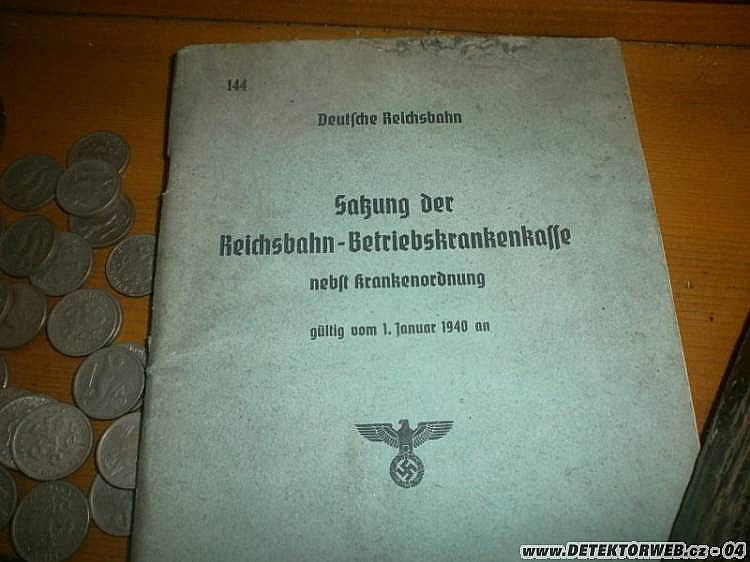 144
Deutſche Reichsbahn
Satzung der
Reichsbahn-Betriebskrankenkaſſe
nebſt Krankenordnung
gültig vom 1. Januar 1940 an
www.DETEKTORWEB.cz - 04